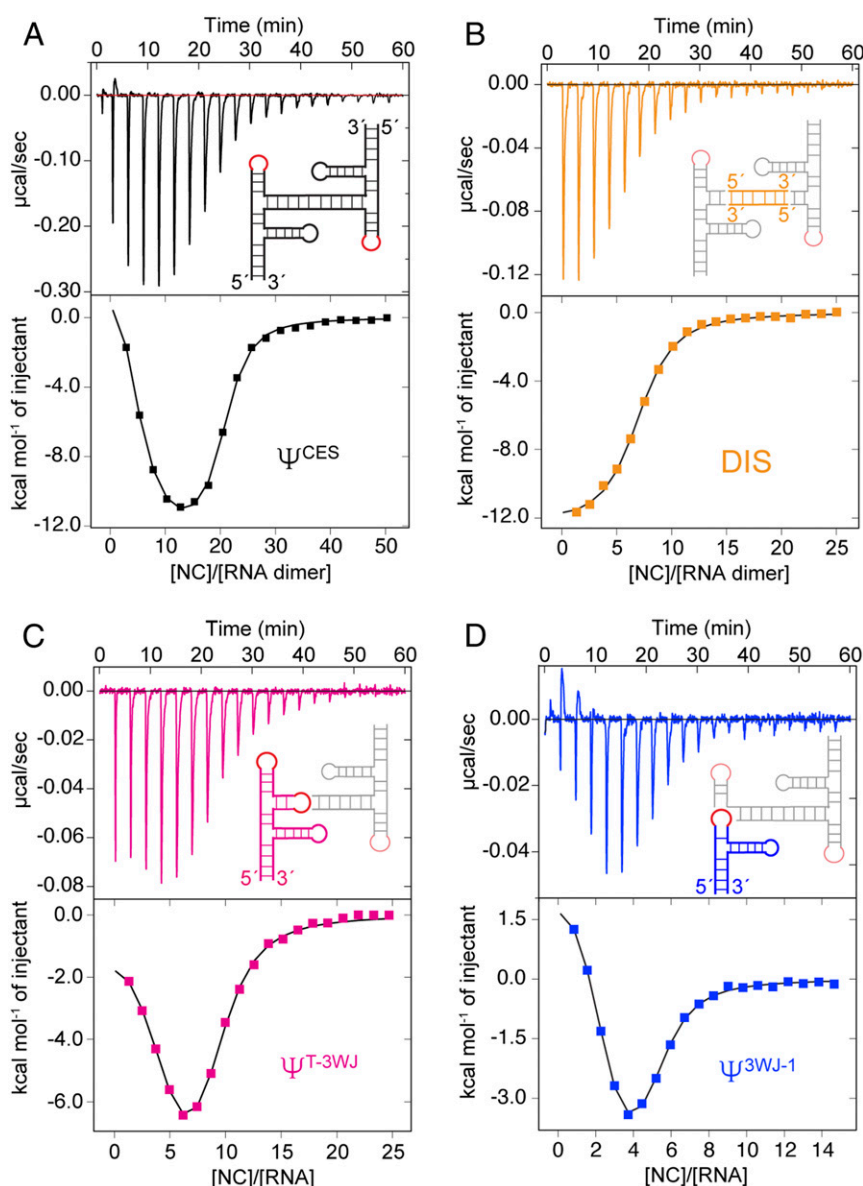 A
Time (min)
0 10 20 30 40 50 60
0.00
-0.10
-0.20
-0.30
µcal/sec
3´ 5´
5´ 3´
0.0
-4.0
-8.0
-12.0
kcal mol-1 of injectant
ΨCES
0 10 20 30 40 50
[NC]/[RNA dimer]
B
Time (min)
0 10 20 30 40 50 60
0.00
-0.04
-0.08
-0.12
µcal/sec
5´ 3´
3´ 5´
0.0
-4.0
-8.0
-12.0
kcal mol-1 of injectant
DIS
0 5 10 15 20 25
[NC]/[RNA dimer]
C
Time (min)
0 10 20 30 40 50 60
0.00
-0.02
-0.04
-0.06
-0.08
µcal/sec
5´ 3´
0.0
-2.0
-4.0
-6.0
kcal mol-1 of injectant
ΨT-3WJ
0 5 10 15 20 25
[NC]/[RNA]
D
Time (min)
0 10 20 30 40 50 60
0.00
-0.02
-0.04
µcal/sec
5´ 3´
1.5
0.0
-1.5
-3.0
kcal mol-1 of injectant
Ψ3WJ-1
0 2 4 6 8 10 12 14
[NC]/[RNA]